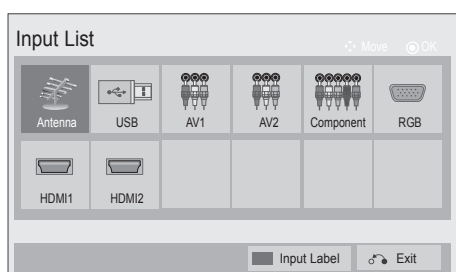 Input List
Move OK
Antenna USB AV1 AV2 Component RGB
HDMI1 HDMI2
Input Label Exit